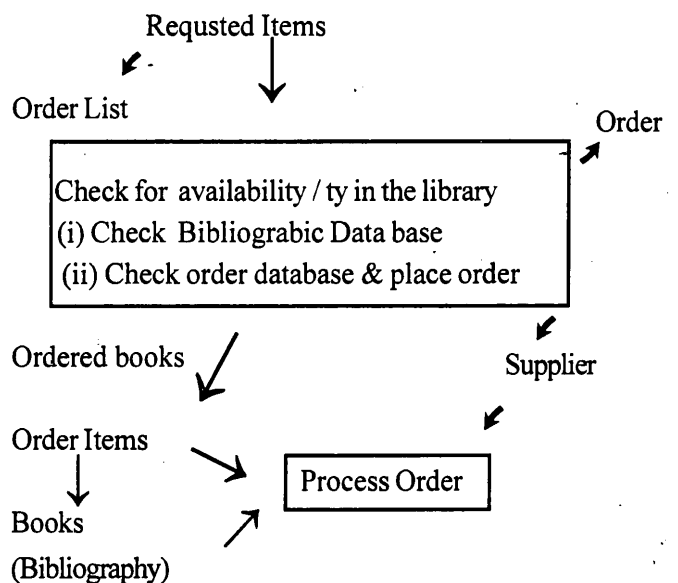 Requsted Items
Order List
Order
Check for availability / ty in the library
(i) Check Bibliograbic Data base
(ii) Check order database & place order
Ordered books
Supplier
Order Items
Process Order
Books
(Bibliography)